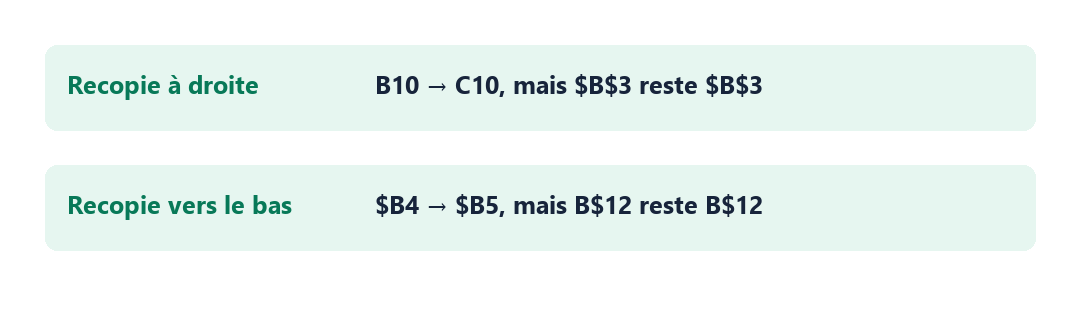 Recopie à droite B10 → C10, mais $B$3 reste $B$3
Recopie vers le bas $B4 → $B5, mais B$12 reste B$12